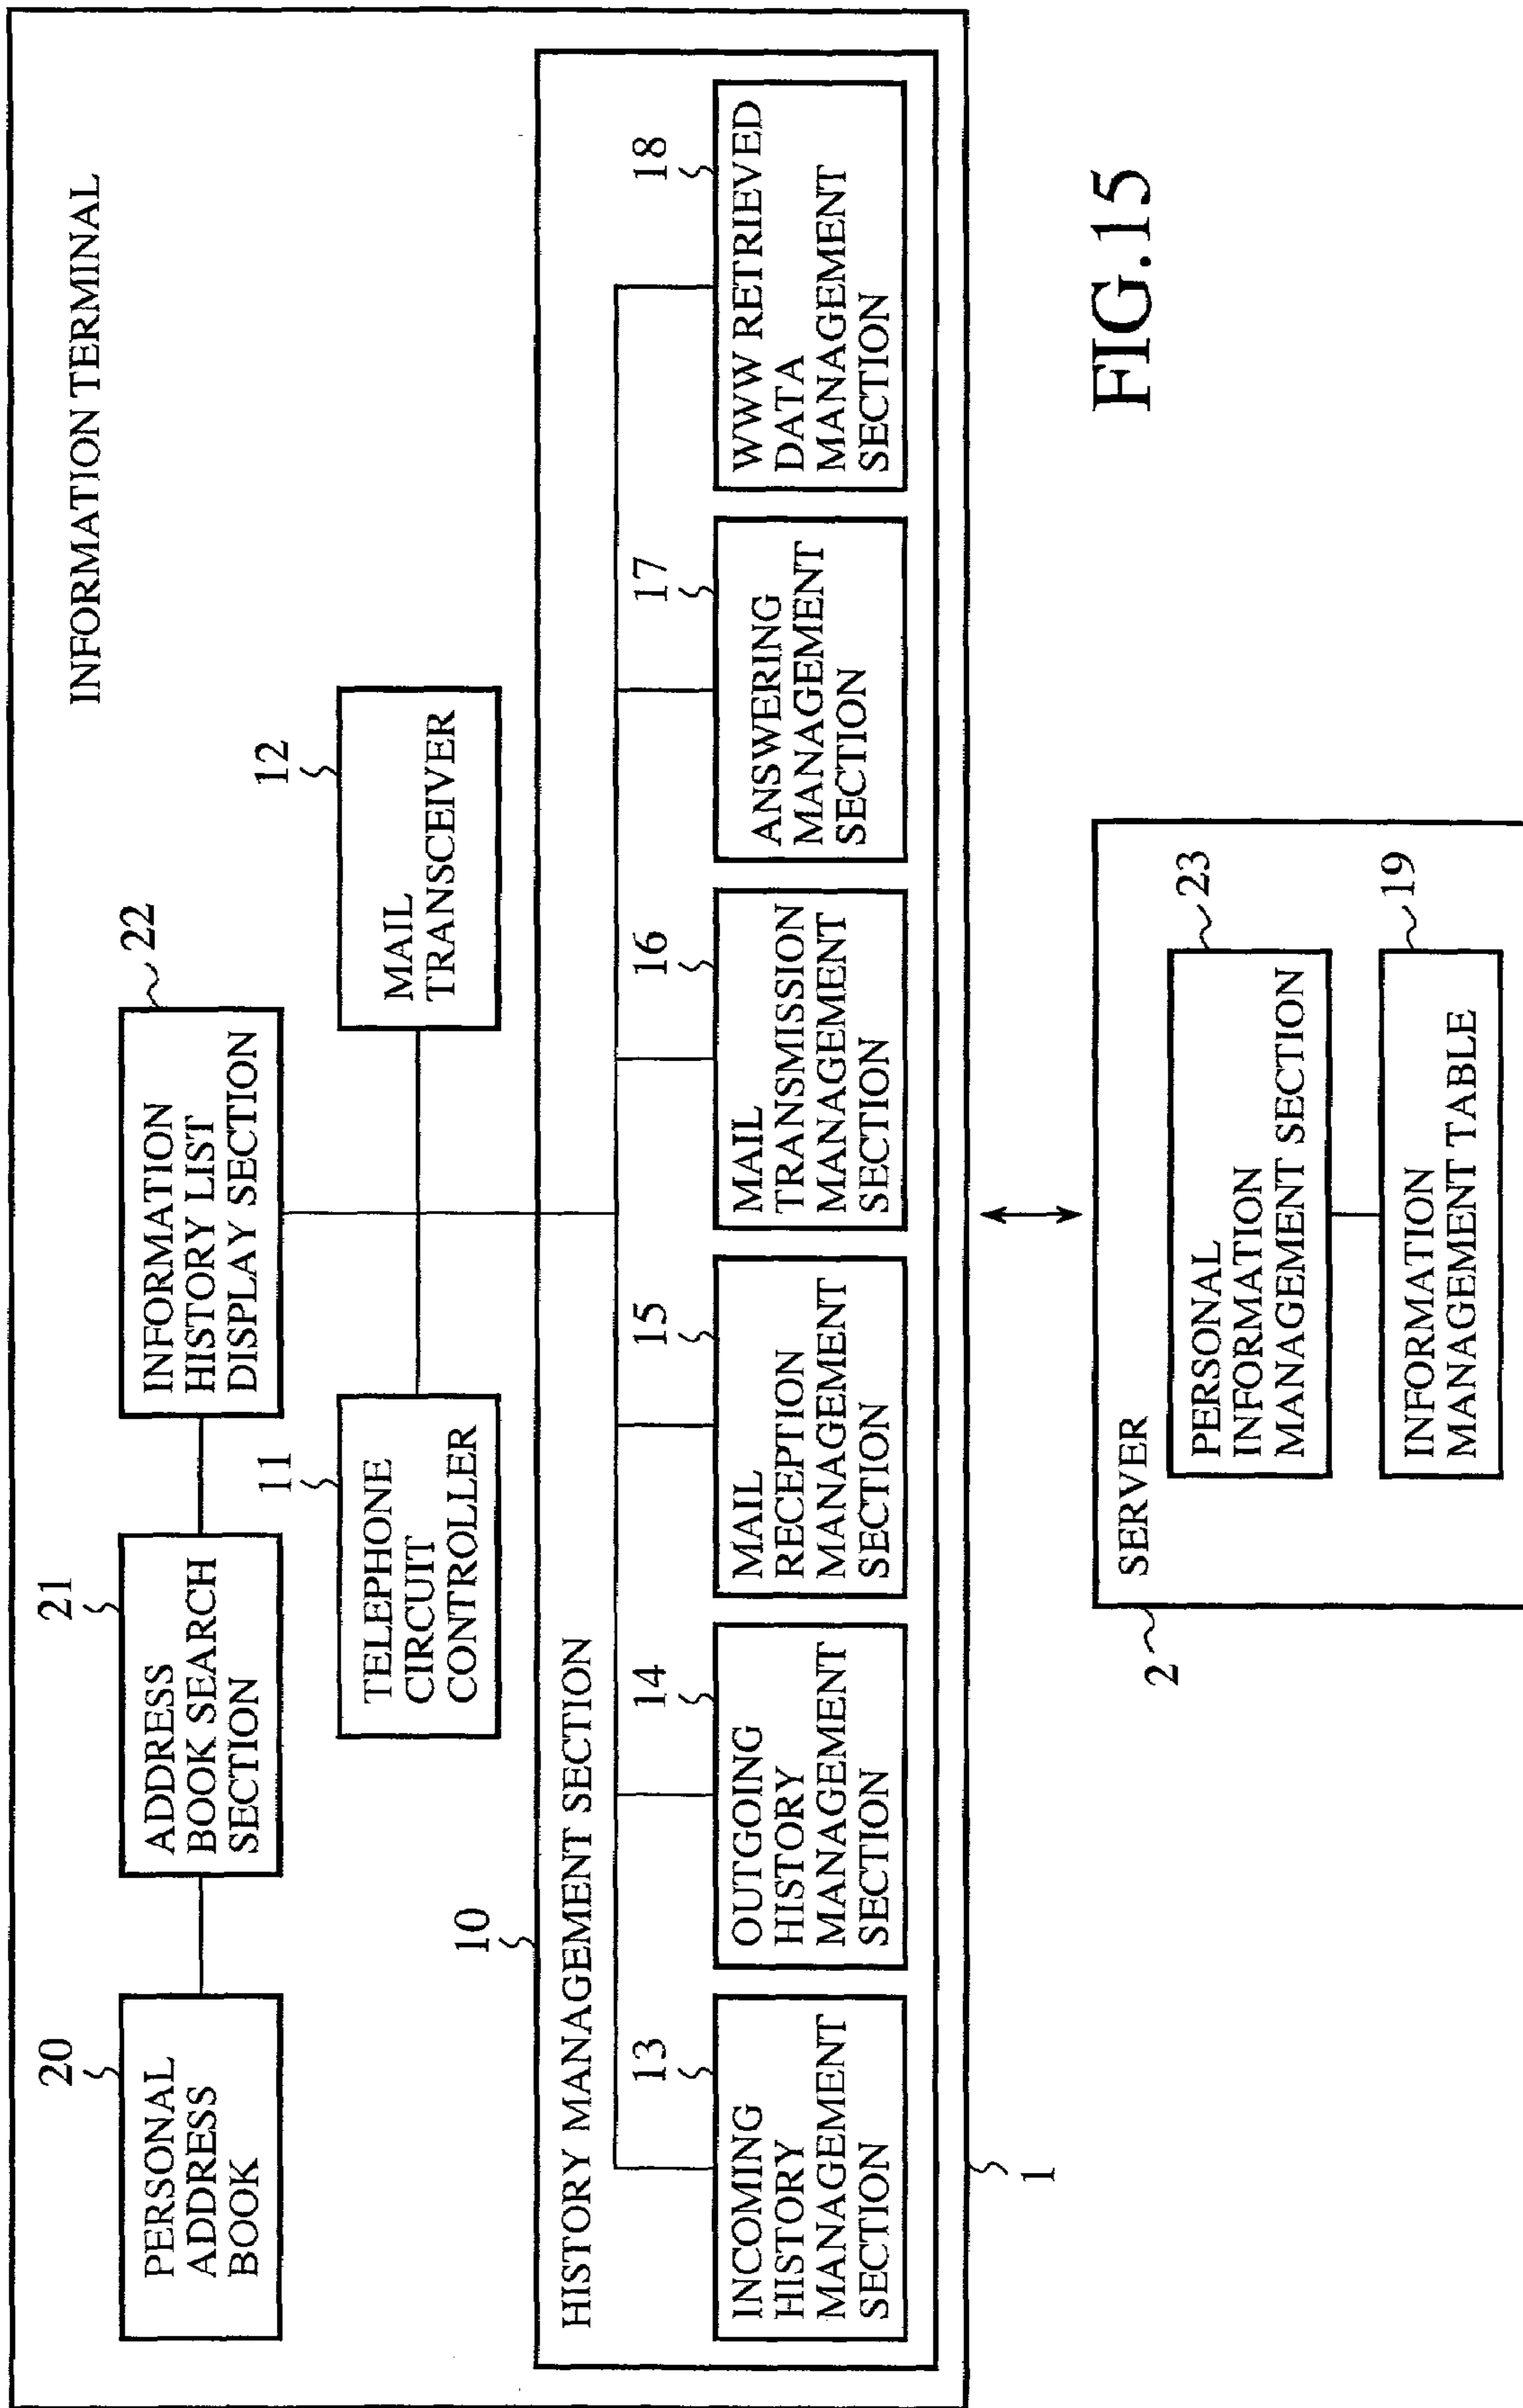 INFORMATION TERMINAL
20
PERSONAL
ADDRESS
BOOK
21
ADDRESS
BOOK SEARCH
SECTION
22
INFORMATION
HISTORY LIST
DISPLAY SECTION
11
TELEPHONE
CIRCUIT
CONTROLLER
12
MAIL
TRANSCEIVER
10
HISTORY MANAGEMENT SECTION
13
INCOMING
HISTORY
MANAGEMENT
SECTION
14
OUTGOING
HISTORY
MANAGEMENT
SECTION
15
MAIL
RECEPTION
MANAGEMENT
SECTION
16
MAIL
TRANSMISSION
MANAGEMENT
SECTION
17
ANSWERING
MANAGEMENT
SECTION
18
WWW RETRIEVED
DATA
MANAGEMENT
SECTION
1
2
SERVER
23
PERSONAL
INFORMATION
MANAGEMENT SECTION
19
INFORMATION
MANAGEMENT TABLE
FIG.15